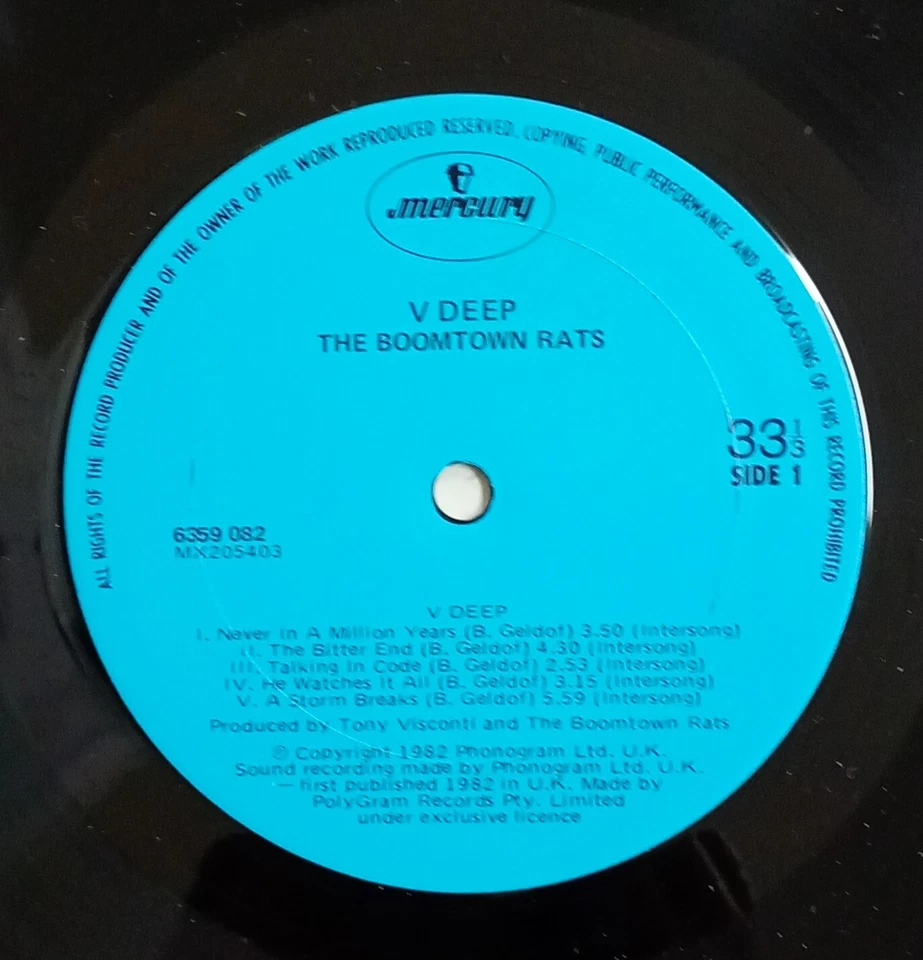 ALL RIGHTS OF THE RECORD PRODUCER AND OF THE OWNER OF THE WORK REPRODUCED RESERVED. COPYING, PUBLIC PERFORMANCE AND BROADCASTING OF THIS RECORD PROHIBITED
mercury
V DEEP
THE BOOMTOWN RATS
33 1/3
SIDE 1
6359 082
MX205403
V DEEP
I. Never In A Million Years (B. Geldof) 3.50 (Intersong)
II. The Bitter End (B. Geldof) 4.30 (Intersong)
III. Talking In Code (B. Geldof) 2.53 (Intersong)
IV. He Watches It All (B. Geldof) 3.15 (Intersong)
V. A Storm Breaks (B. Geldof) 5.59 (Intersong)
Produced by Tony Visconti and The Boomtown Rats
℗ Copyright 1982 Phonogram Ltd. U.K.
Sound recording made by Phonogram Ltd. U.K.
— first published 1982 in U.K. Made by
PolyGram Records Pty. Limited
under exclusive licence